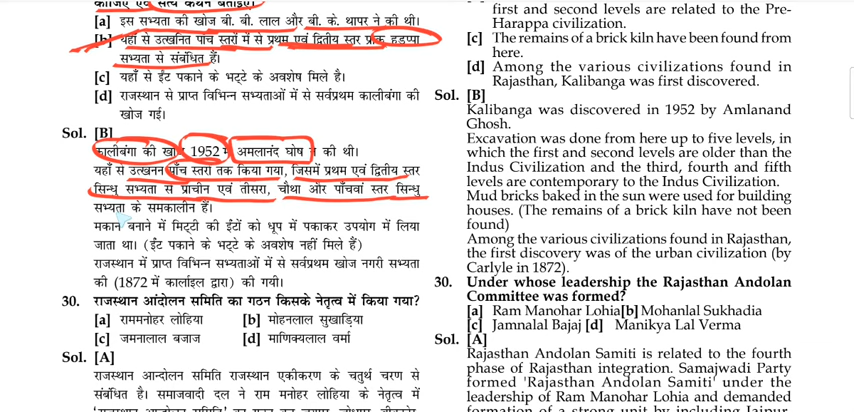 कीजिए एवं सत्य कथन बताइए।
[a] इस सभ्यता की खोज बी. बी. लाल और बी. के. थापर ने की थी।
[b] यहाँ से उत्खनित पाँच स्तरों में से प्रथम एवं द्वितीय स्तर प्राक् हड़प्पा
सभ्यता से संबंधित हैं।
[c] यहाँ से ईंट पकाने के भट्टे के अवशेष मिले है।
[d] राजस्थान से प्राप्त विभिन्न सभ्यताओं में से सर्वप्रथम कालीबंगा की
खोज गई।
Sol. [B]
कालीबंगा की 1952 अमलानंद घोष ने की थी।
यहाँ से उत्खनन पाँच स्तरों तक किया गया, जिसमें प्रथम एवं द्वितीय स्तर
सिन्धु सभ्यता से प्राचीन एवं तीसरा, चौथा और पाँचवां स्तर सिन्धु
सभ्यता के समकालीन हैं।
मकान बनाने में मिट्टी की ईंटों को धूप में पकाकर उपयोग में लिया
जाता था। (ईंट पकाने के भट्टे के अवशेष नहीं मिले हैं)
राजस्थान में प्राप्त विभिन्न सभ्यताओं में से सर्वप्रथम खोज नगरी सभ्यता
की (1872 में कार्लाइल द्वारा) की गयी।
30. राजस्थान आंदोलन समिति का गठन किसके नेतृत्व में किया गया?
[a] राममनोहर लोहिया [b] मोहनलाल सुखाड़िया
[c] जमनालाल बजाज [d] माणिक्यलाल वर्मा
Sol. [A]
राजस्थान आन्दोलन समिति राजस्थान एकीकरण के चतुर्थ चरण से
संबंधित है। समाजवादी दल ने राम मनोहर लोहिया के नेतृत्व में
first and second levels are related to the Pre-
Harappa civilization.
[c] The remains of a brick kiln have been found from
here.
[d] Among the various civilizations found in
Rajasthan, Kalibanga was first discovered.
Sol. [B]
Kalibanga was discovered in 1952 by Amlanand
Ghosh.
Excavation was done from here up to five levels, in
which the first and second levels are older than the
Indus Civilization and the third, fourth and fifth
levels are contemporary to the Indus Civilization.
Mud bricks baked in the sun were used for building
houses. (The remains of a brick kiln have not been
found)
Among the various civilizations found in Rajasthan,
the first discovery was of the urban civilization (by
Carlyle in 1872).
30. Under whose leadership the Rajasthan Andolan
Committee was formed?
[a] Ram Manohar Lohia[b] Mohanlal Sukhadia
[c] Jamnalal Bajaj [d] Manikya Lal Verma
Sol. [A]
Rajasthan Andolan Samiti is related to the fourth
phase of Rajasthan integration. Samajwadi Party
formed 'Rajasthan Andolan Samiti' under the
leadership of Ram Manohar Lohia and demanded
formation of a strong unit by including Jaipur,